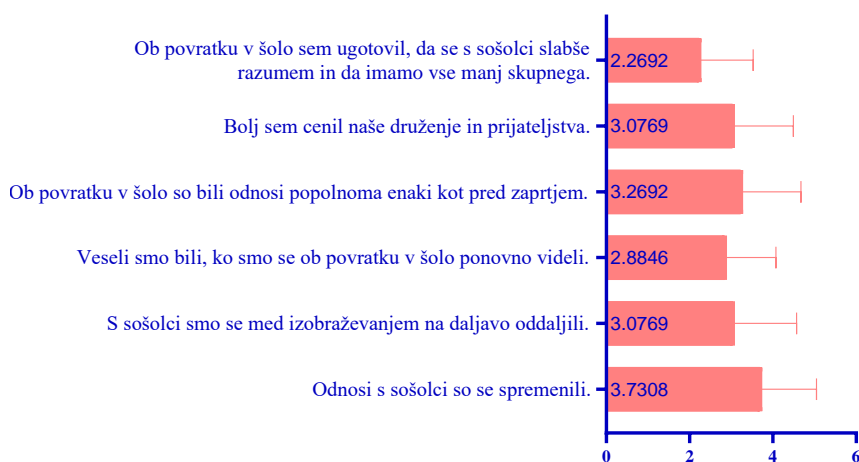 Ob povratku v šolo sem ugotovil, da se s sošolci slabše
razumem in da imamo vse manj skupnega.
2.2692
Bolj sem cenil naše druženje in prijateljstva.
3.0769
Ob povratku v šolo so bili odnosi popolnoma enaki kot pred zaprtjem.
3.2692
Veseli smo bili, ko smo se ob povratku v šolo ponovno videli.
2.8846
S sošolci smo se med izobraževanjem na daljavo oddaljili.
3.0769
Odnosi s sošolci so se spremenili.
3.7308
0 2 4 6